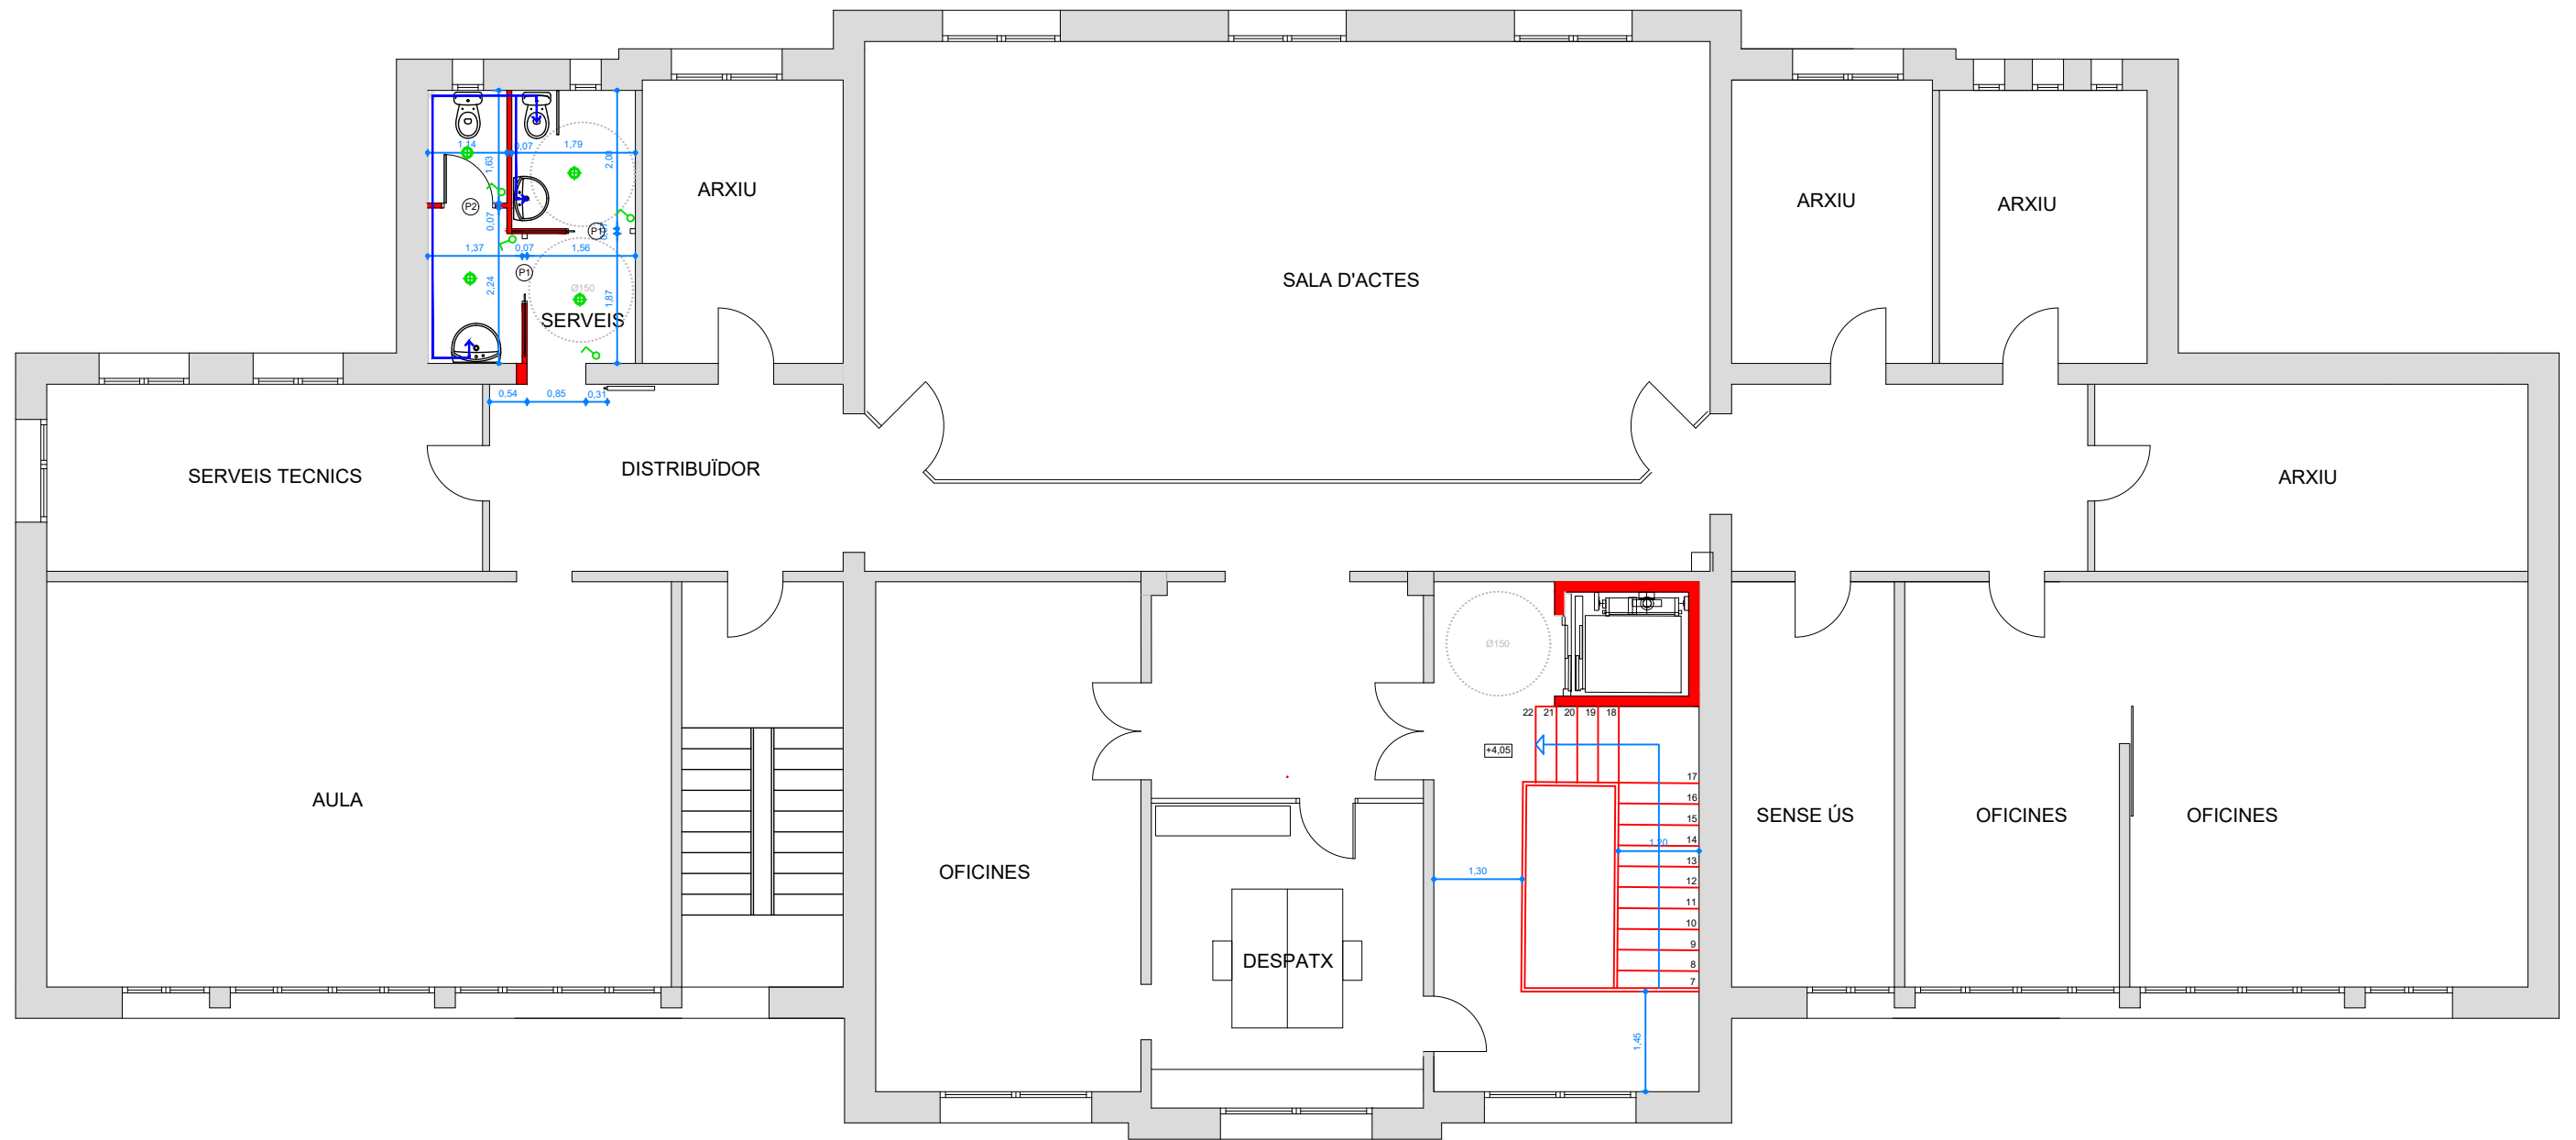 1,14
0,07
1,79
1,63
2,00
ARXIU
ARXIU
ARXIU
P2
0,07
P1
1,37
0,07
1,56
P1
SALA D'ACTES
2,24
Ø150
1,87
SERVEIS
0,54
0,85
0,31
SERVEIS TECNICS
DISTRIBUÏDOR
ARXIU
Ø150
22
21
20
19
18
+4,05
17
16
15
14
1,20
13
12
11
10
9
8
7
AULA
SENSE ÚS
OFICINES
OFICINES
OFICINES
1,30
DESPATX
1,45